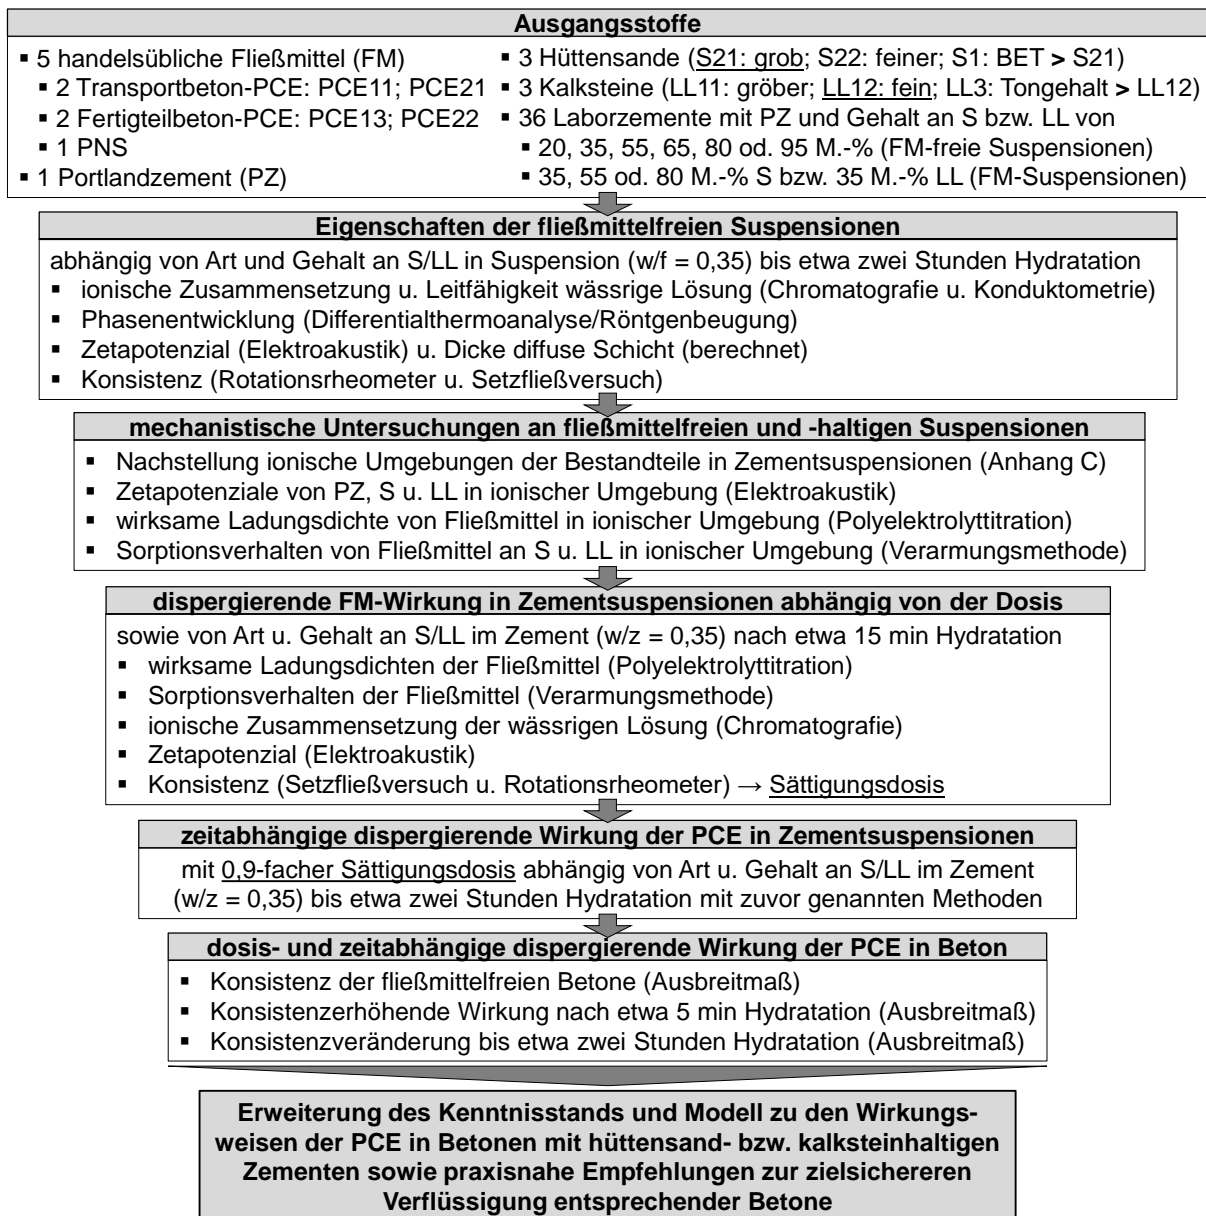 Ausgangsstoffe
▪ 5 handelsübliche Fließmittel (FM)
▪ 2 Transportbeton-PCE: PCE11; PCE21
▪ 2 Fertigteilbeton-PCE: PCE13; PCE22
▪ 1 PNS
▪ 1 Portlandzement (PZ)
▪ 3 Hüttensande (S21: grob; S22: feiner; S1: BET > S21)
▪ 3 Kalksteine (LL11: gröber; LL12: fein; LL3: Tongehalt > LL12)
▪ 36 Laborzemente mit PZ und Gehalt an S bzw. LL von
▪ 20, 35, 55, 65, 80 od. 95 M.-% (FM-freie Suspensionen)
▪ 35, 55 od. 80 M.-% S bzw. 35 M.-% LL (FM-Suspensionen)
Eigenschaften der fließmittelfreien Suspensionen
abhängig von Art und Gehalt an S/LL in Suspension (w/f = 0,35) bis etwa zwei Stunden Hydratation
▪ ionische Zusammensetzung u. Leitfähigkeit wässrige Lösung (Chromatografie u. Konduktometrie)
▪ Phasenentwicklung (Differentialthermoanalyse/Röntgenbeugung)
▪ Zetapotenzial (Elektroakustik) u. Dicke diffuse Schicht (berechnet)
▪ Konsistenz (Rotationsrheometer u. Setzfließversuch)
mechanistische Untersuchungen an fließmittelfreien und -haltigen Suspensionen
▪ Nachstellung ionische Umgebungen der Bestandteile in Zementsuspensionen (Anhang C)
▪ Zetapotenziale von PZ, S u. LL in ionischer Umgebung (Elektroakustik)
▪ wirksame Ladungsdichte von Fließmittel in ionischer Umgebung (Polyelektrolyttitration)
▪ Sorptionsverhalten von Fließmittel an S u. LL in ionischer Umgebung (Verarmungsmethode)
dispergierende FM-Wirkung in Zementsuspensionen abhängig von der Dosis
sowie von Art u. Gehalt an S/LL im Zement (w/z = 0,35) nach etwa 15 min Hydratation
▪ wirksame Ladungsdichten der Fließmittel (Polyelektrolyttitration)
▪ Sorptionsverhalten der Fließmittel (Verarmungsmethode)
▪ ionische Zusammensetzung der wässrigen Lösung (Chromatografie)
▪ Zetapotenzial (Elektroakustik)
▪ Konsistenz (Setzfließversuch u. Rotationsrheometer) → Sättigungsdosis
zeitabhängige dispergierende Wirkung der PCE in Zementsuspensionen
mit 0,9-facher Sättigungsdosis abhängig von Art u. Gehalt an S/LL im Zement
(w/z = 0,35) bis etwa zwei Stunden Hydratation mit zuvor genannten Methoden
dosis- und zeitabhängige dispergierende Wirkung der PCE in Beton
▪ Konsistenz der fließmittelfreien Betone (Ausbreitmaß)
▪ Konsistenzerhöhende Wirkung nach etwa 5 min Hydratation (Ausbreitmaß)
▪ Konsistenzveränderung bis etwa zwei Stunden Hydratation (Ausbreitmaß)
Erweiterung des Kenntnisstands und Modell zu den Wirkungs-
weisen der PCE in Betonen mit hüttensand- bzw. kalksteinhaltigen
Zementen sowie praxisnahe Empfehlungen zur zielsichereren
Verflüssigung entsprechender Betone